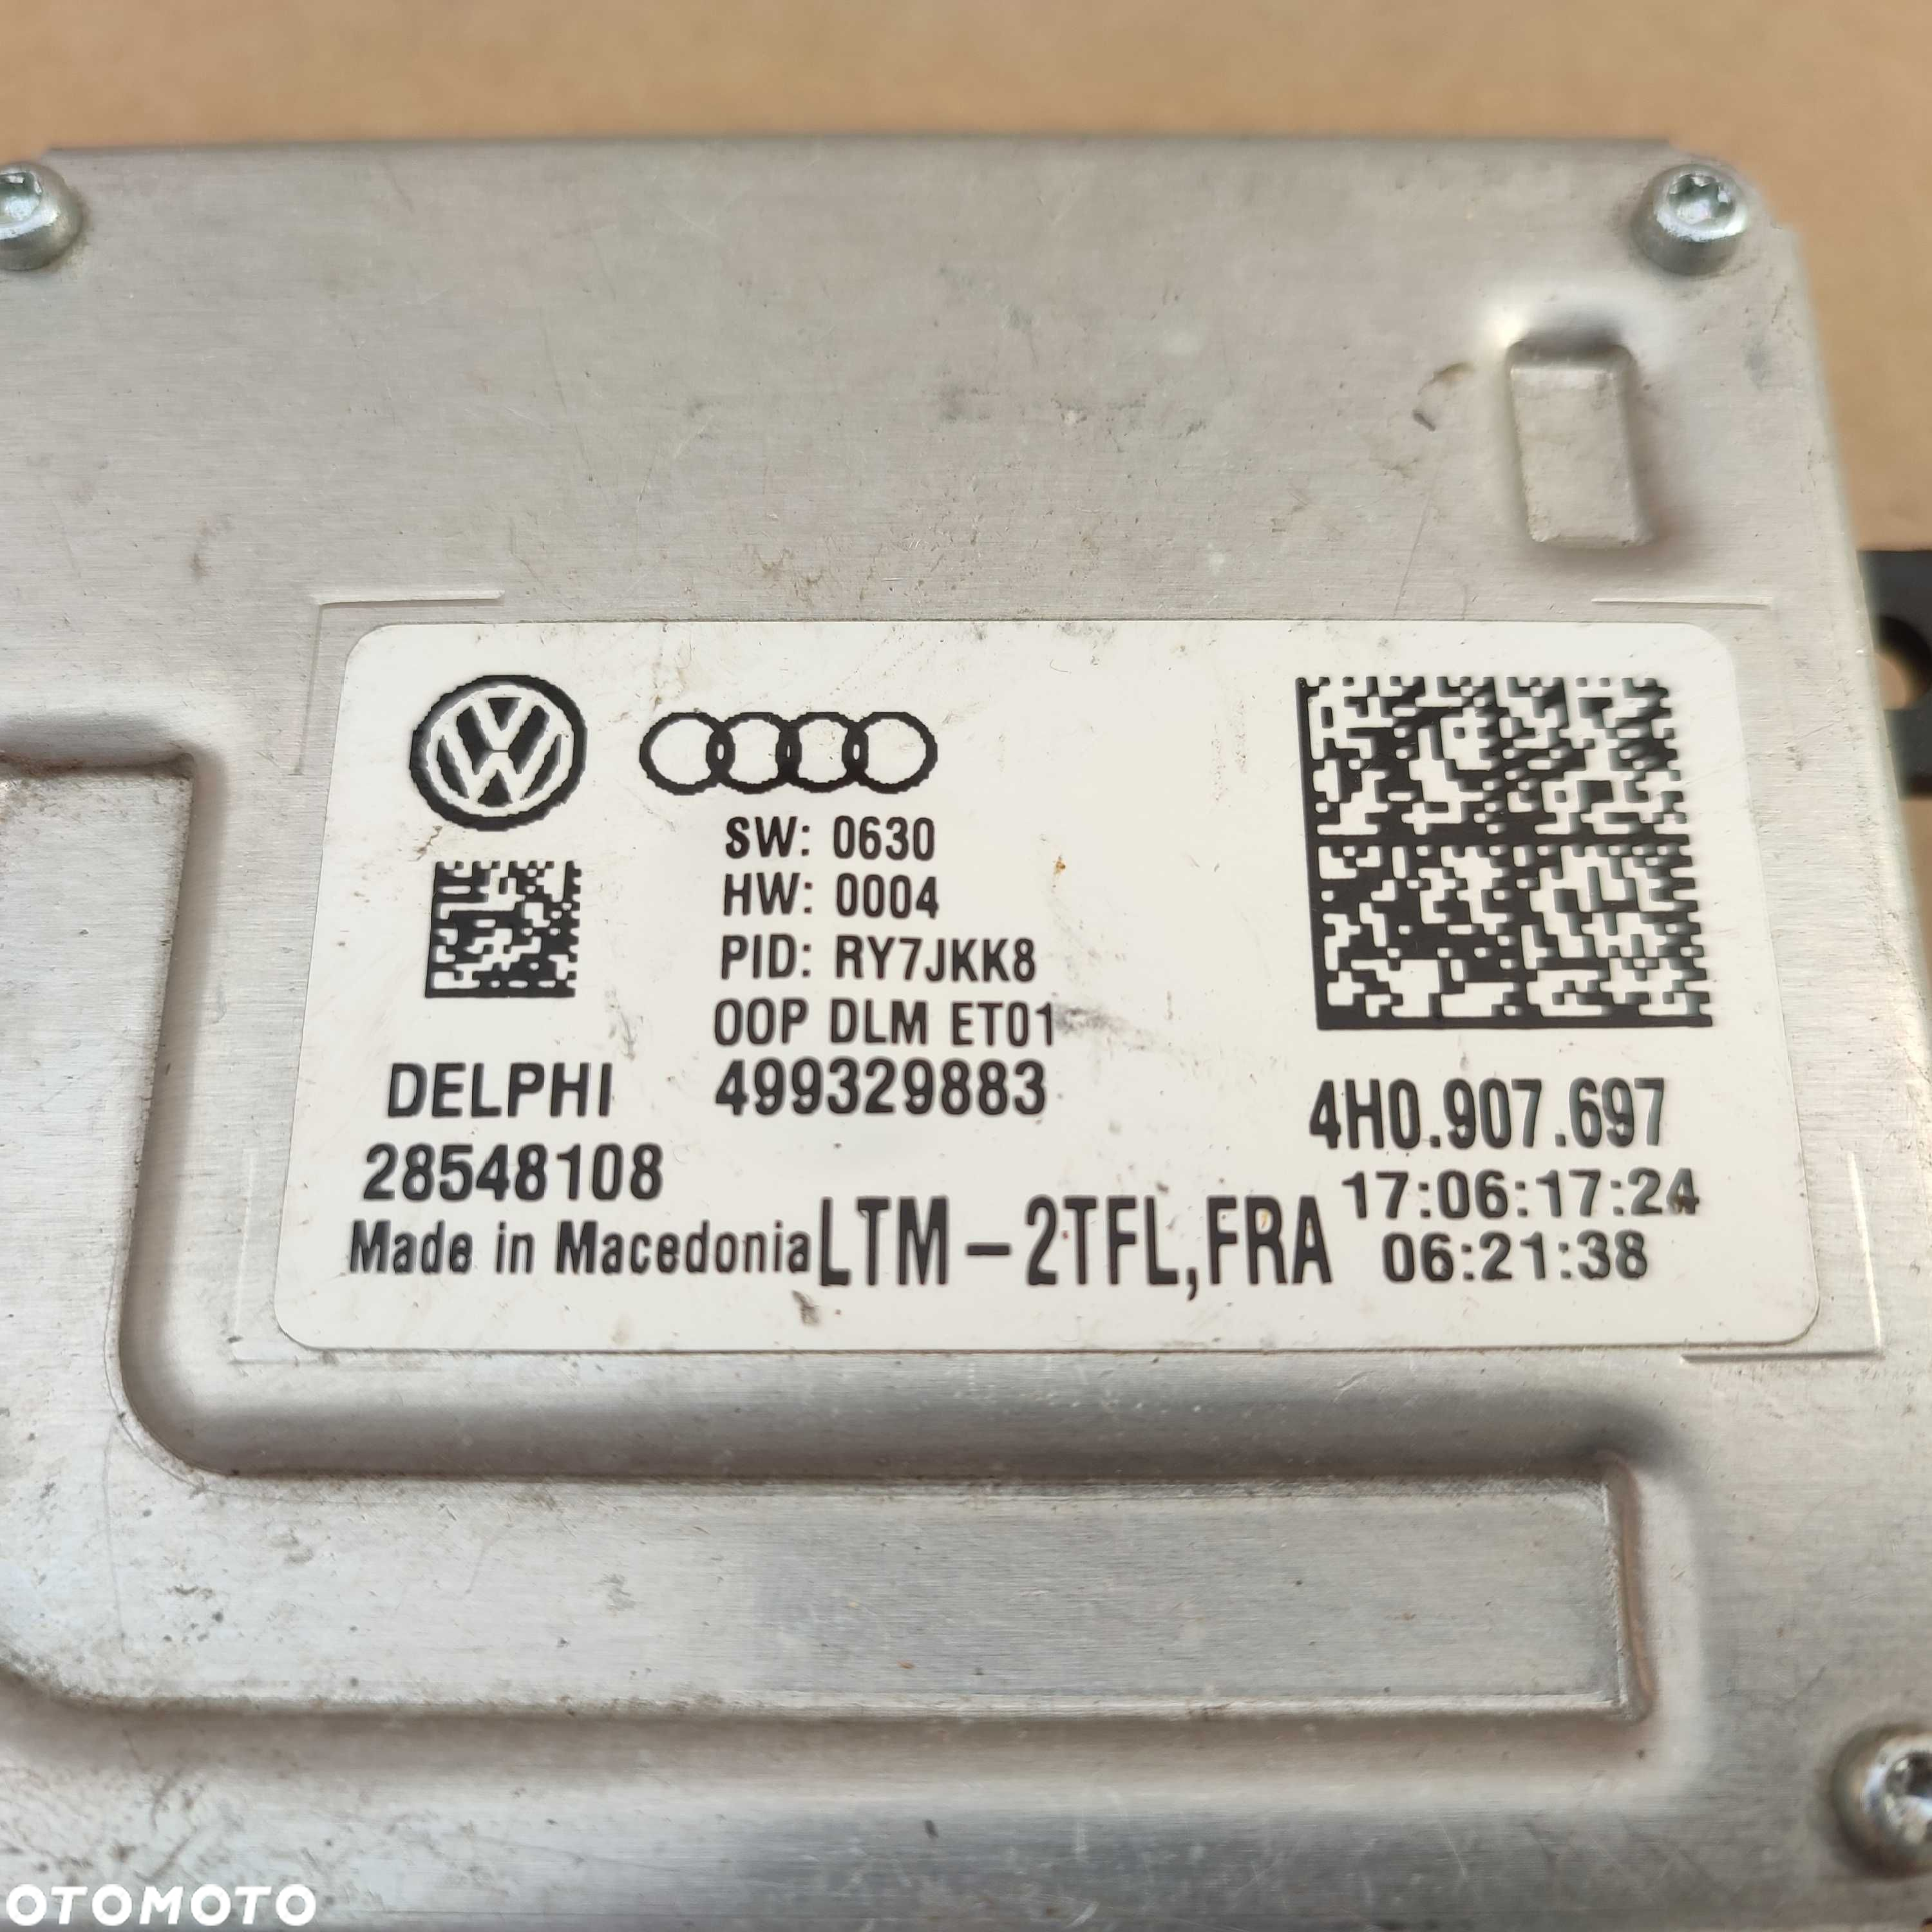 SW: 0630
HW: 0004
PID: RY7JKK8
00P DLM ET01
DELPHI 499329883
28548108
Made in Macedonia LTM - 2TFL,FRA
4H0.907.697
17:06:17:24
06:21:38
OTOMOTO